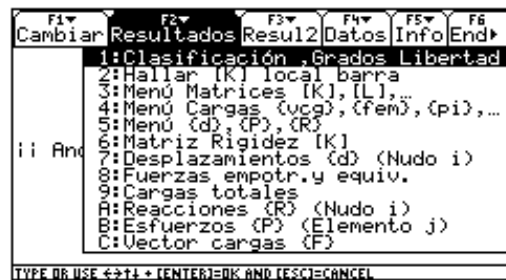 F1▾ F2▾ F3▾ F4▾ F5▾ F6
Cambiar Resultados Resul2 Datos Info End▸
1:Clasificación ,Grados Libertad
2:Hallar [K] local barra
3:Menú Matrices [K],[L],…
4:Menú Cargas {vcg},{fem},{pi},…
5:Menú {d},{P},{R}
6:Matriz Rigidez [K]
¡¡ And
7:Desplazamientos {d} (Nudo i)
8:Fuerzas empotr.y equiv.
9:Cargas totales
A:Reacciones {R} (Nudo i)
B:Esfuerzos {P} (Elemento j)
C:Vector cargas {F}
TYPE OR USE ←→↑↓ + [ENTER]=OK AND [ESC]=CANCEL